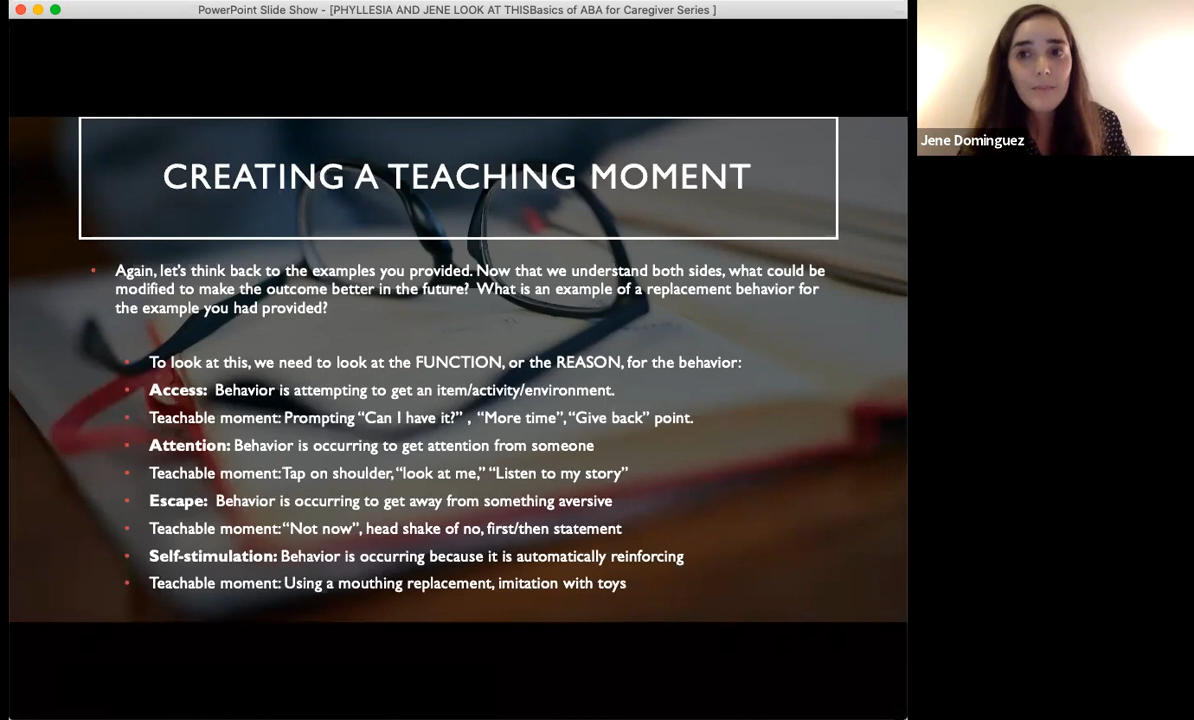 PowerPoint Slide Show - [PHYLLESIA AND JENE LOOK AT THISBasics of ABA for Caregiver Series ]
Jene Dominguez
CREATING A TEACHING MOMENT
• Again, let's think back to the examples you provided. Now that we understand both sides, what could be
modified to make the outcome better in the future? What is an example of a replacement behavior for
the example you had provided?
• To look at this, we need to look at the FUNCTION, or the REASON, for the behavior:
• Access: Behavior is attempting to get an item/activity/environment.
• Teachable moment: Prompting "Can I have it?" , "More time", "Give back" point.
• Attention: Behavior is occurring to get attention from someone
• Teachable moment: Tap on shoulder, "look at me," "Listen to my story"
• Escape: Behavior is occurring to get away from something aversive
• Teachable moment: "Not now", head shake of no, first/then statement
• Self-stimulation: Behavior is occurring because it is automatically reinforcing
• Teachable moment: Using a mouthing replacement, imitation with toys